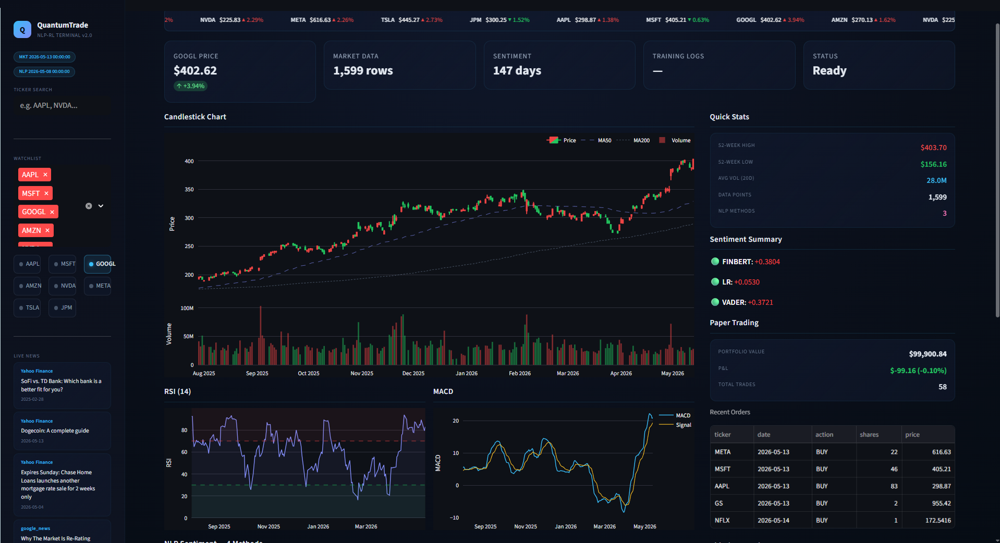 Q
QuantumTrade
NLP-RL TERMINAL v2.0
MKT 2026-05-13 00:00:00
NLP 2026-05-08 00:00:00
TICKER SEARCH
e.g. AAPL, NVDA...
WATCHLIST
AAPL ×
MSFT ×
GOOGL ×
AMZN ×
AAPL MSFT GOOGL
AMZN NVDA META
TSLA JPM
LIVE NEWS
Yahoo Finance
SoFi vs. TD Bank: Which bank is a
better fit for you?
2025-02-28
Yahoo Finance
Dogecoin: A complete guide
2026-05-13
Yahoo Finance
Expires Sunday: Chase Home
Loans launches another
mortgage rate sale for 2 weeks
only
2026-05-04
google_news
Why The Market Is Re-Rating
2% NVDA $225.83 ▲ 2.29% META $616.63 ▲ 2.26% TSLA $445.27 ▲ 2.73% JPM $300.25 ▼ 1.52% AAPL $298.87 ▲ 1.38% MSFT $405.21 ▼ 0.63% GOOGL $402.62 ▲ 3.94% AMZN $270.13 ▲ 1.62% NVDA $225
GOOGL PRICE
$402.62
↑ +3.94%
MARKET DATA
1,599 rows
SENTIMENT
147 days
TRAINING LOGS
—
STATUS
Ready
Candlestick Chart
Price MA50 MA200 Volume
Price
400
350
300
250
200
Volume
100M
50M
0
Aug 2025 Sep 2025 Oct 2025 Nov 2025 Dec 2025 Jan 2026 Feb 2026 Mar 2026 Apr 2026 May 2026
RSI (14)
RSI
80
60
40
20
0
Sep 2025 Nov 2025 Jan 2026 Mar 2026
MACD
MACD
Signal
MACD
20
10
0
−10
Sep 2025 Nov 2025 Jan 2026 Mar 2026 May 2026
Quick Stats
52-WEEK HIGH $403.70
52-WEEK LOW $156.16
AVG VOL (20D) 28.0M
DATA POINTS 1,599
NLP METHODS 3
Sentiment Summary
FINBERT: +0.3804
LR: +0.0530
VADER: +0.3721
Paper Trading
PORTFOLIO VALUE $99,900.84
P&L $-99.16 (-0.10%)
TOTAL TRADES 58
Recent Orders
ticker date action shares price
META 2026-05-13 BUY 22 616.63
MSFT 2026-05-13 BUY 46 405.21
AAPL 2026-05-13 BUY 83 298.87
GS 2026-05-13 BUY 2 955.42
NFLX 2026-05-14 BUY 1 172.5416